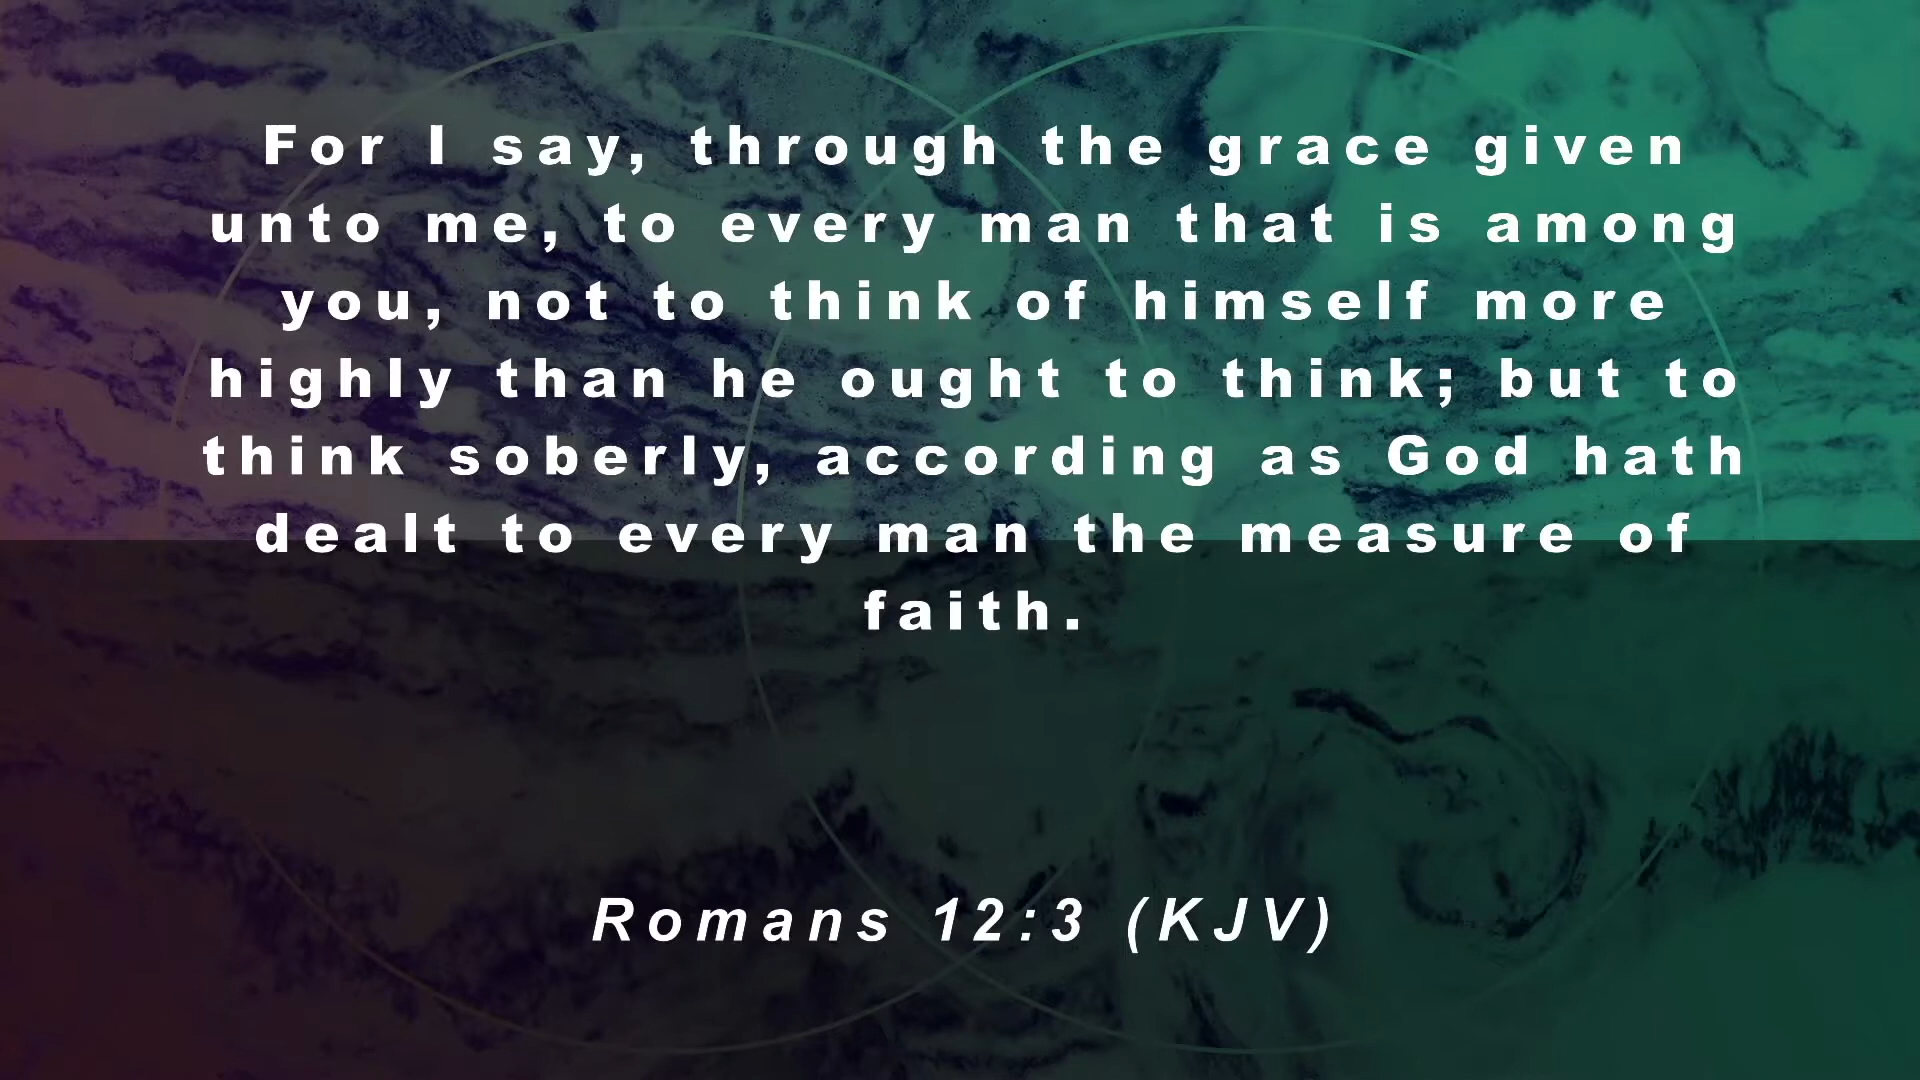 For I say, through the grace given
unto me, to every man that is among
you, not to think of himself more
highly than he ought to think; but to
think soberly, according as God hath
dealt to every man the measure of
faith.
Romans 12:3 (KJV)